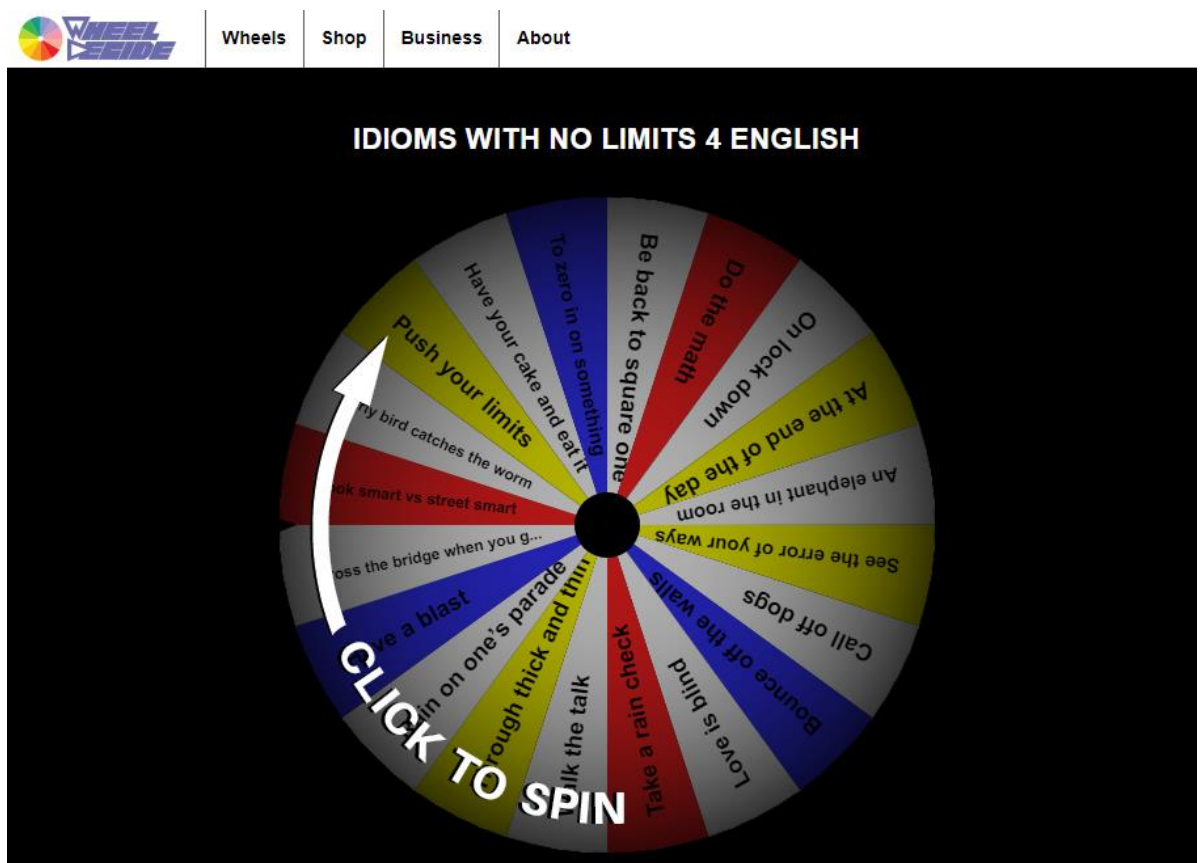 WHEEL
DECIDE
Wheels
Shop
Business
About
IDIOMS WITH NO LIMITS 4 ENGLISH
Be back to square one
Do the math
On lock down
At the end of the day
An elephant in the room
See the error of your ways
Call off dogs
Bounce off the walls
Love is blind
Take a rain check
the talk
thick and thin
on one's parade
a blast
the bridge when you g...
smart vs street smart
bird catches the worm
Push your limits
Have your cake and eat it
To zero in on something
CLICK TO SPIN